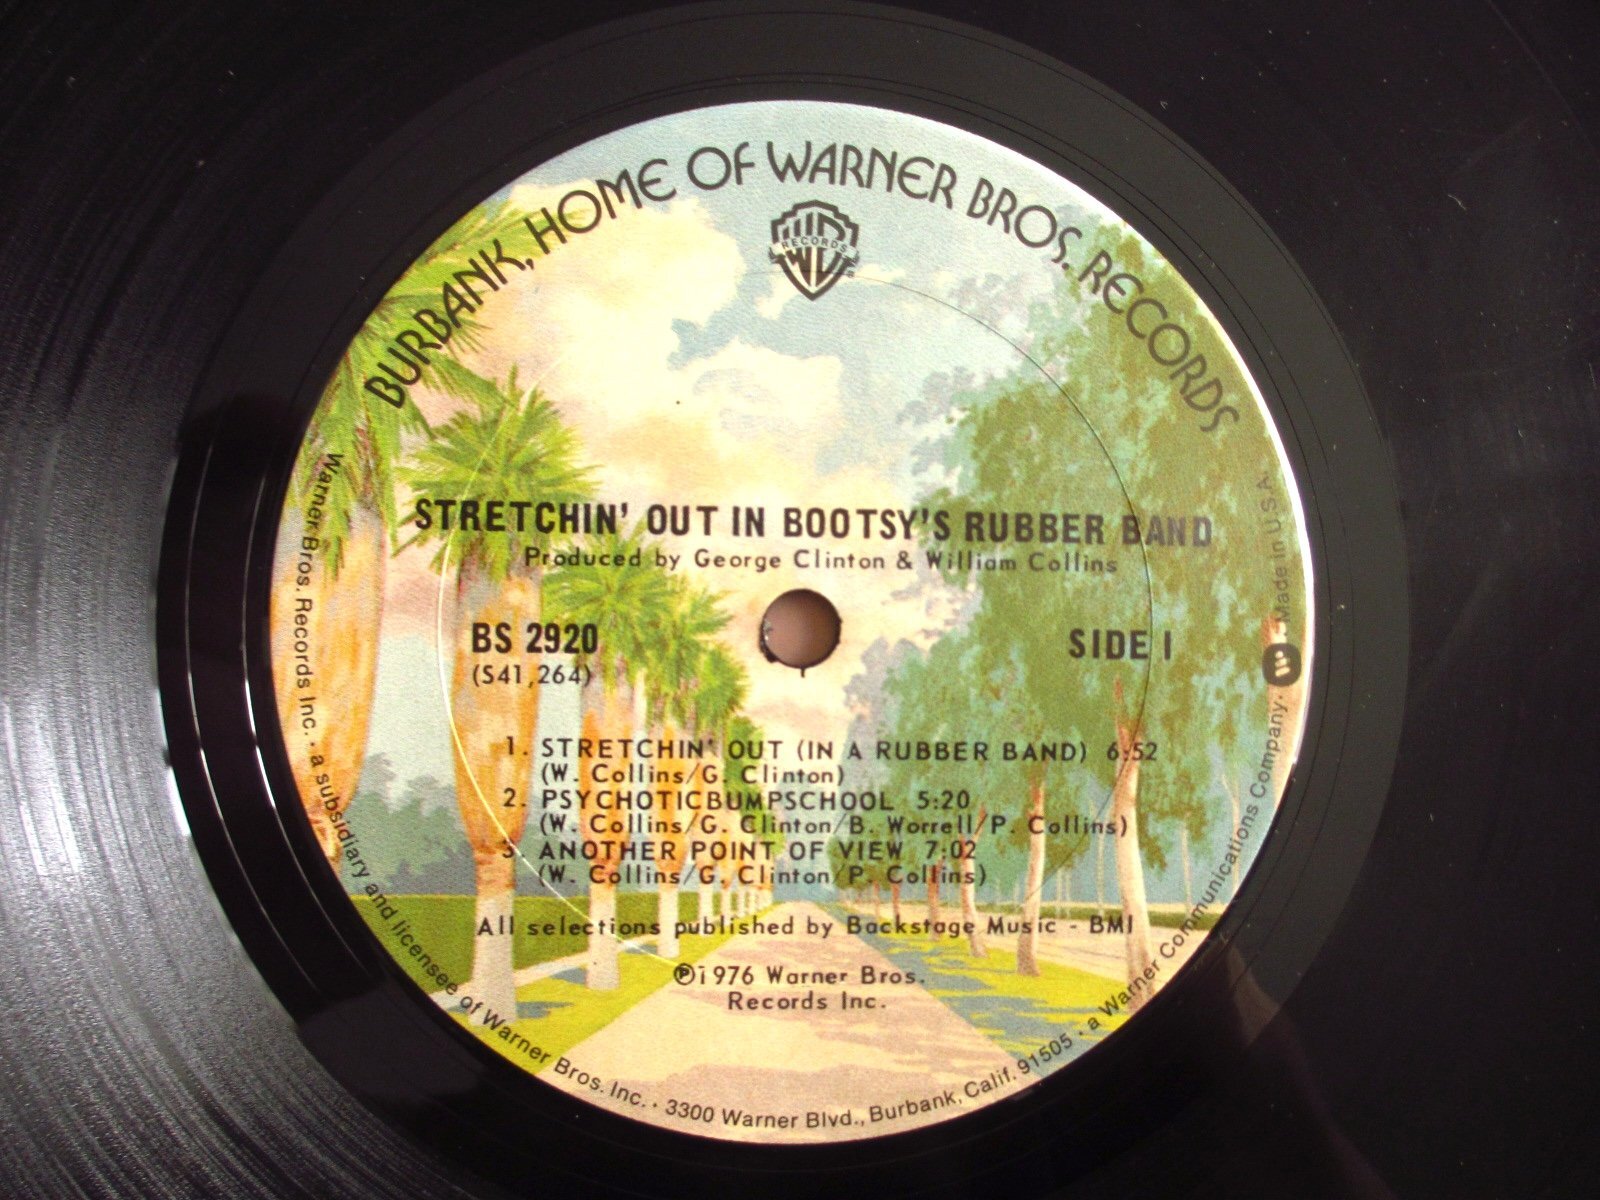 BURBANK, HOME OF WARNER BROS. RECORDS
RECORDS
STRETCHIN' OUT IN BOOTSY'S RUBBER BAND
Produced by George Clinton & William Collins
BS 2920
(S41,264)
SIDE 1
1. STRETCHIN' OUT (IN A RUBBER BAND) 6:52
(W. Collins/G. Clinton)
2. PSYCHOTICBUMPSCHOOL 5:20
(W. Collins/G. Clinton/B. Worrell/P. Collins)
3 ANOTHER POINT OF VIEW 7:02
(W. Collins/G. Clinton/P. Collins)
All selections published by Backstage Music - BMI
℗1976 Warner Bros.
Records Inc.
Warner Bros. Records Inc. • a subsidiary and licensee of Warner Bros. Inc. • 3300 Warner Blvd., Burbank, Calif. 91505 • a Warner Communications Company. Made in U.S.A.